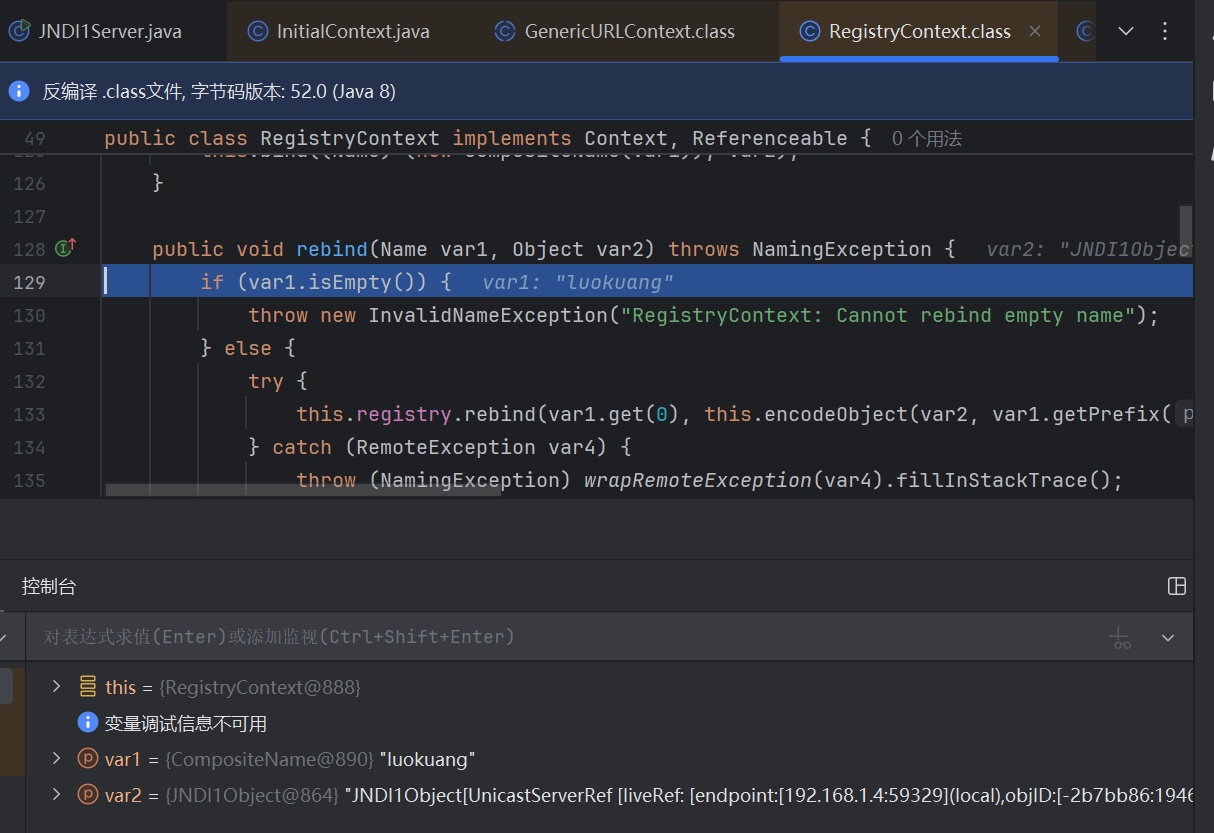 JNDI1Server.java InitialContext.java GenericURLContext.class RegistryContext.class
反编译 .class文件, 字节码版本: 52.0 (Java 8)
49 public class RegistryContext implements Context, Referenceable { 0 个用法
126 }
127
128 public void rebind(Name var1, Object var2) throws NamingException { var2: "JNDI1Objec
129 if (var1.isEmpty()) { var1: "luokuang"
130 throw new InvalidNameException("RegistryContext: Cannot rebind empty name");
131 } else {
132 try {
133 this.registry.rebind(var1.get(0), this.encodeObject(var2, var1.getPrefix( p
134 } catch (RemoteException var4) {
135 throw (NamingException) wrapRemoteException(var4).fillInStackTrace();
控制台
对表达式求值(Enter)或添加监视(Ctrl+Shift+Enter)
this = {RegistryContext@888}
变量调试信息不可用
var1 = {CompositeName@890} "luokuang"
var2 = {JNDI1Object@864} "JNDI1Object[UnicastServerRef [liveRef: [endpoint:[192.168.1.4:59329](local),objID:[-2b7bb86:1946